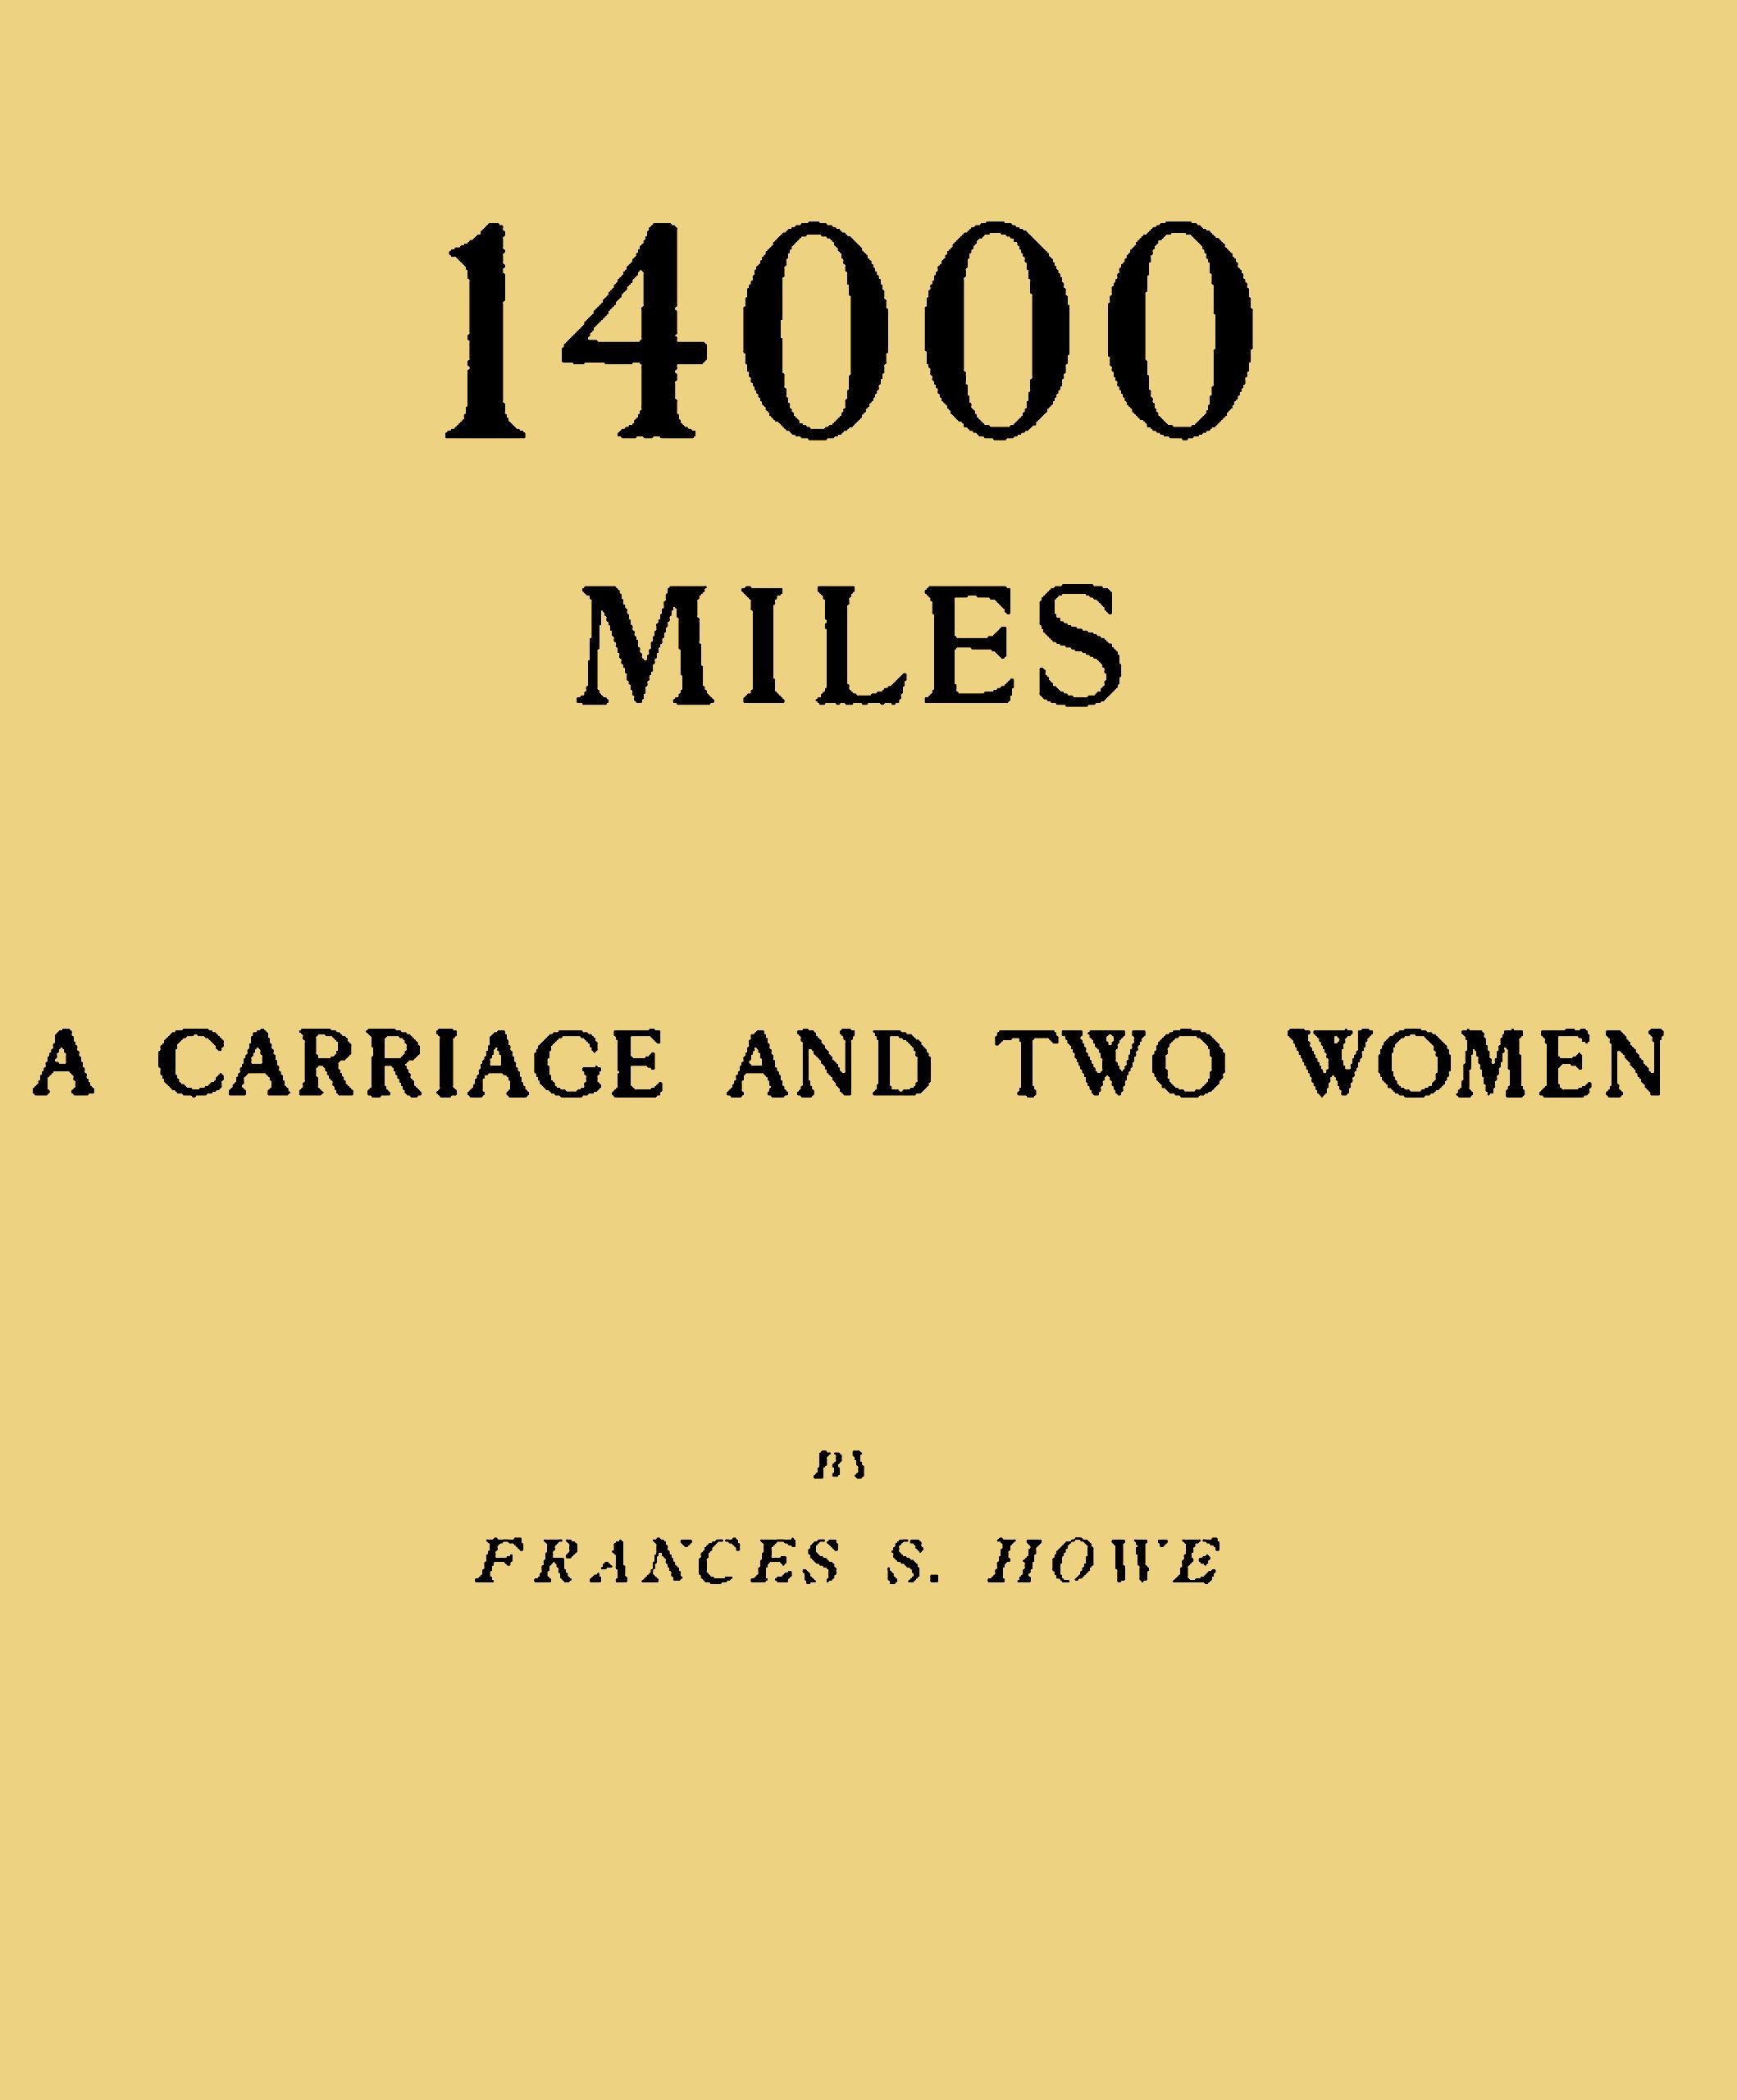 14000
MILES
A CARRIAGE AND TWO WOMEN
BY
FRANCES S. HOWE